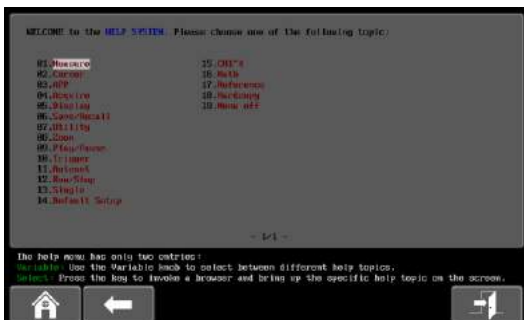 WELCOME to the HELP SYSTEM. Please choose one of the following topic:
01.Measure
02.Cursor
03.APP
04.Acquire
05.Display
06.Save/Recall
07.Utility
08.Zoom
09.Play/Pause
10.Trigger
11.Autoset
12.Run/Stop
13.Single
14.Default Setup
15.CH1~4
16.Math
17.Reference
18.Hardcopy
19.Menu off
- 1/1 -
The help menu has only two entries:
Variable: Use the Variable knob to select between different help topics.
Select: Press the key to invoke a browser and bring up the specific help topic on the screen.